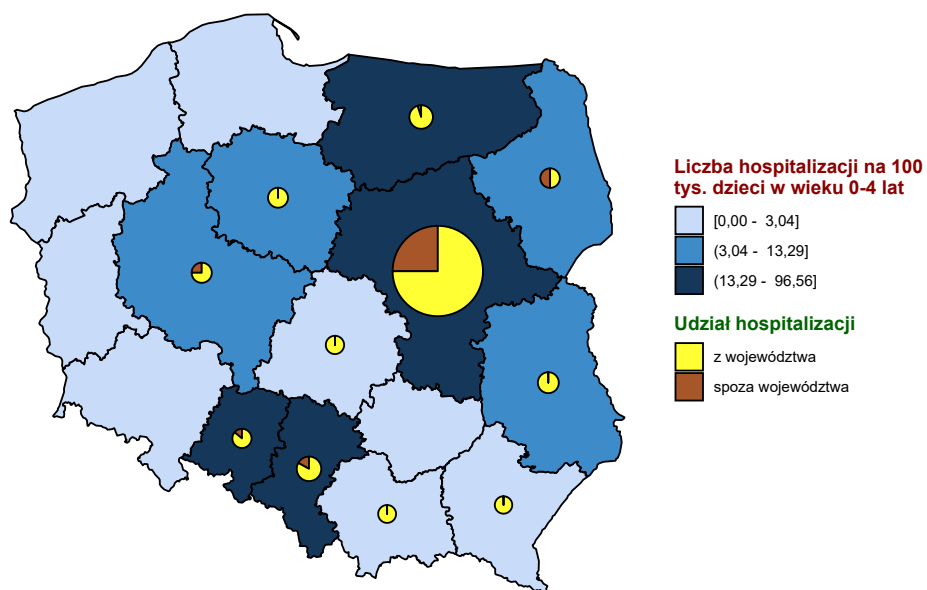 Liczba hospitalizacji na 100
tys. dzieci w wieku 0-4 lat
[0,00 - 3,04]
(3,04 - 13,29]
(13,29 - 96,56]
Udział hospitalizacji
z województwa
spoza województwa